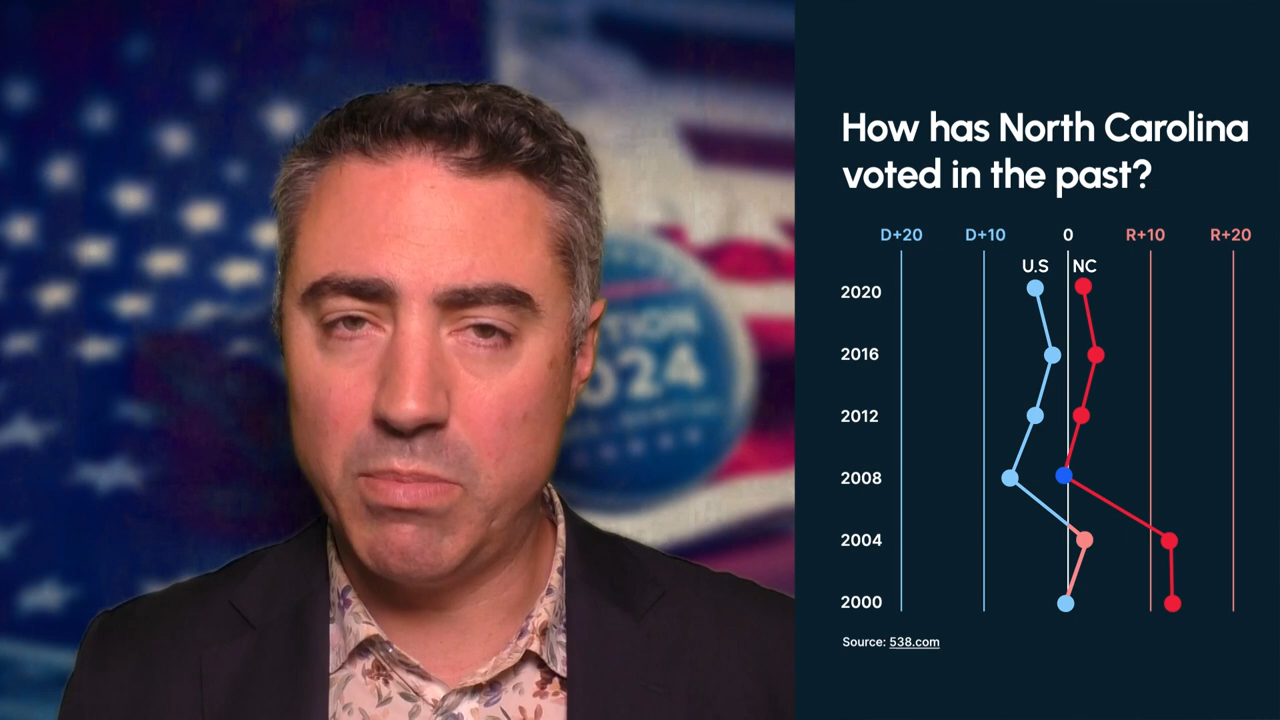 2024
How has North Carolina
voted in the past?
D+20 D+10 0 R+10 R+20
U.S NC
2020
2016
2012
2008
2004
2000
Source: 538.com